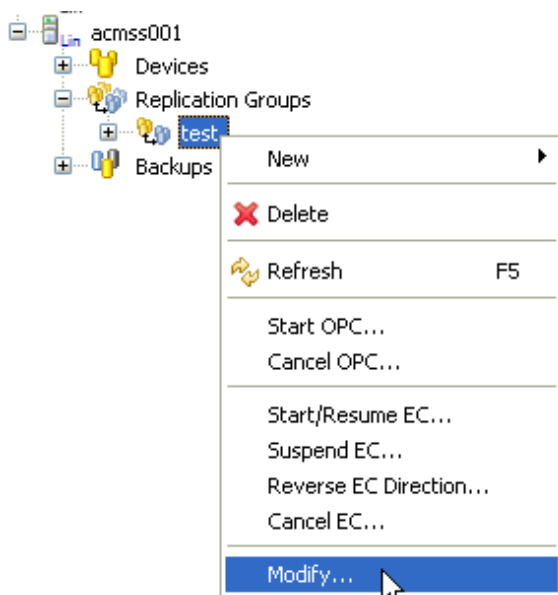 Lin acmss001
Devices
Replication Groups
test
Backups
New
Delete
Refresh F5
Start OPC...
Cancel OPC...
Start/Resume EC...
Suspend EC...
Reverse EC Direction...
Cancel EC...
Modify...